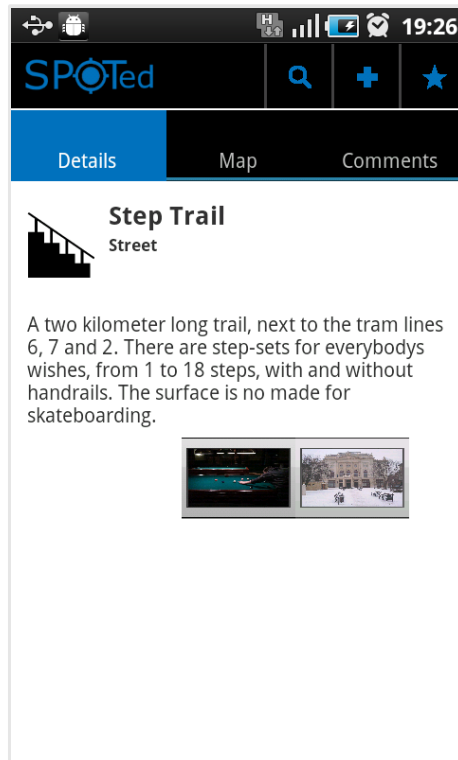 H 19:26
SPOTed
Details Map Comments
Step Trail
Street
A two kilometer long trail, next to the tram lines
6, 7 and 2. There are step-sets for everybodys
wishes, from 1 to 18 steps, with and without
handrails. The surface is no made for
skateboarding.